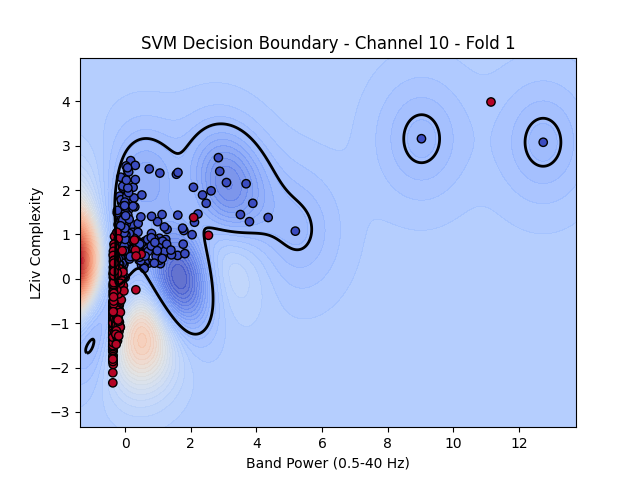 SVM Decision Boundary - Channel 10 - Fold 1
LZiv Complexity
4
3
2
1
0
−1
−2
−3
0 2 4 6 8 10 12
Band Power (0.5-40 Hz)